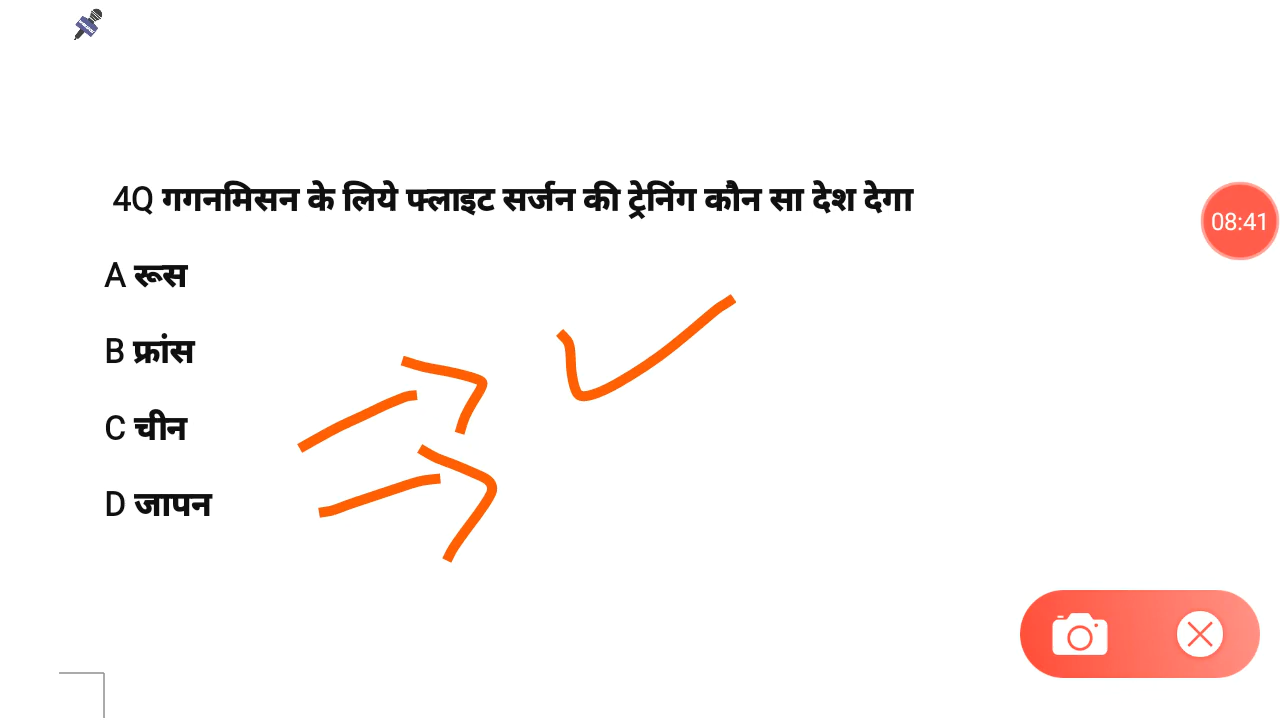 4Q गगनमिसन के लिये फ्लाइट सर्जन की ट्रेनिंग कौन सा देश देगा
08:41
A रूस
B फ्रांस
C चीन
D जापन